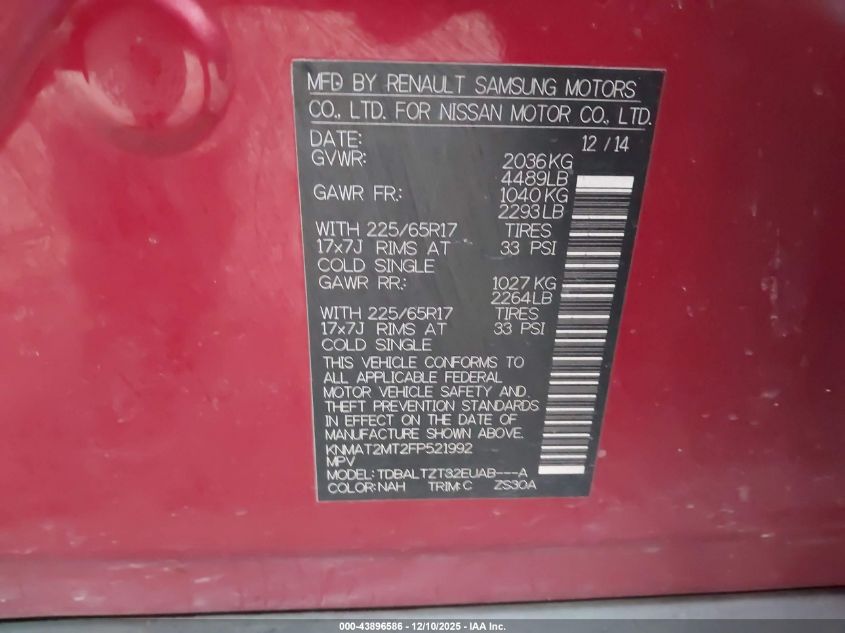 MFD BY RENAULT SAMSUNG MOTORS
CO., LTD. FOR NISSAN MOTOR CO., LTD.
DATE: 12 / 14
GVWR: 2036KG
4489LB
GAWR FR.: 1040KG
2293LB
WITH 225/65R17 TIRES
17x7J RIMS AT 33 PSI
COLD SINGLE
GAWR RR.: 1027KG
2264LB
WITH 225/65R17 TIRES
17x7J RIMS AT 33 PSI
COLD SINGLE
THIS VEHICLE CONFORMS TO
ALL APPLICABLE FEDERAL
MOTOR VEHICLE SAFETY AND
THEFT PREVENTION STANDARDS
IN EFFECT ON THE DATE OF
MANUFACTURE SHOWN ABOVE.
KNMAT2MT2FP521992
MPV
MODEL: TDBALTZT32EUAB---A
COLOR: NAH TRIM: C ZS30A
000-43896586 - 12/10/2025 - IAA Inc.